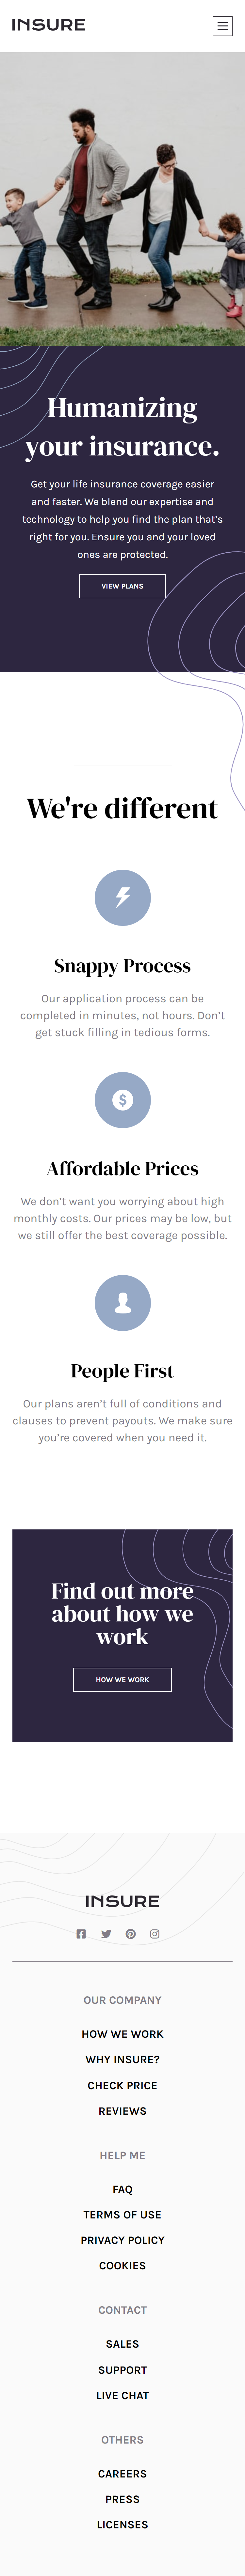 INSURE
Humanizing
your insurance.
Get your life insurance coverage easier
and faster. We blend our expertise and
technology to help you find the plan that’s
right for you. Ensure you and your loved
ones are protected.
VIEW PLANS
We're different
Snappy Process
Our application process can be
completed in minutes, not hours. Don’t
get stuck filling in tedious forms.
Affordable Prices
We don’t want you worrying about high
monthly costs. Our prices may be low, but
we still offer the best coverage possible.
People First
Our plans aren’t full of conditions and
clauses to prevent payouts. We make sure
you’re covered when you need it.
Find out more
about how we
work
HOW WE WORK
INSURE
OUR COMPANY
HOW WE WORK
WHY INSURE?
CHECK PRICE
REVIEWS
HELP ME
FAQ
TERMS OF USE
PRIVACY POLICY
COOKIES
CONTACT
SALES
SUPPORT
LIVE CHAT
OTHERS
CAREERS
PRESS
LICENSES